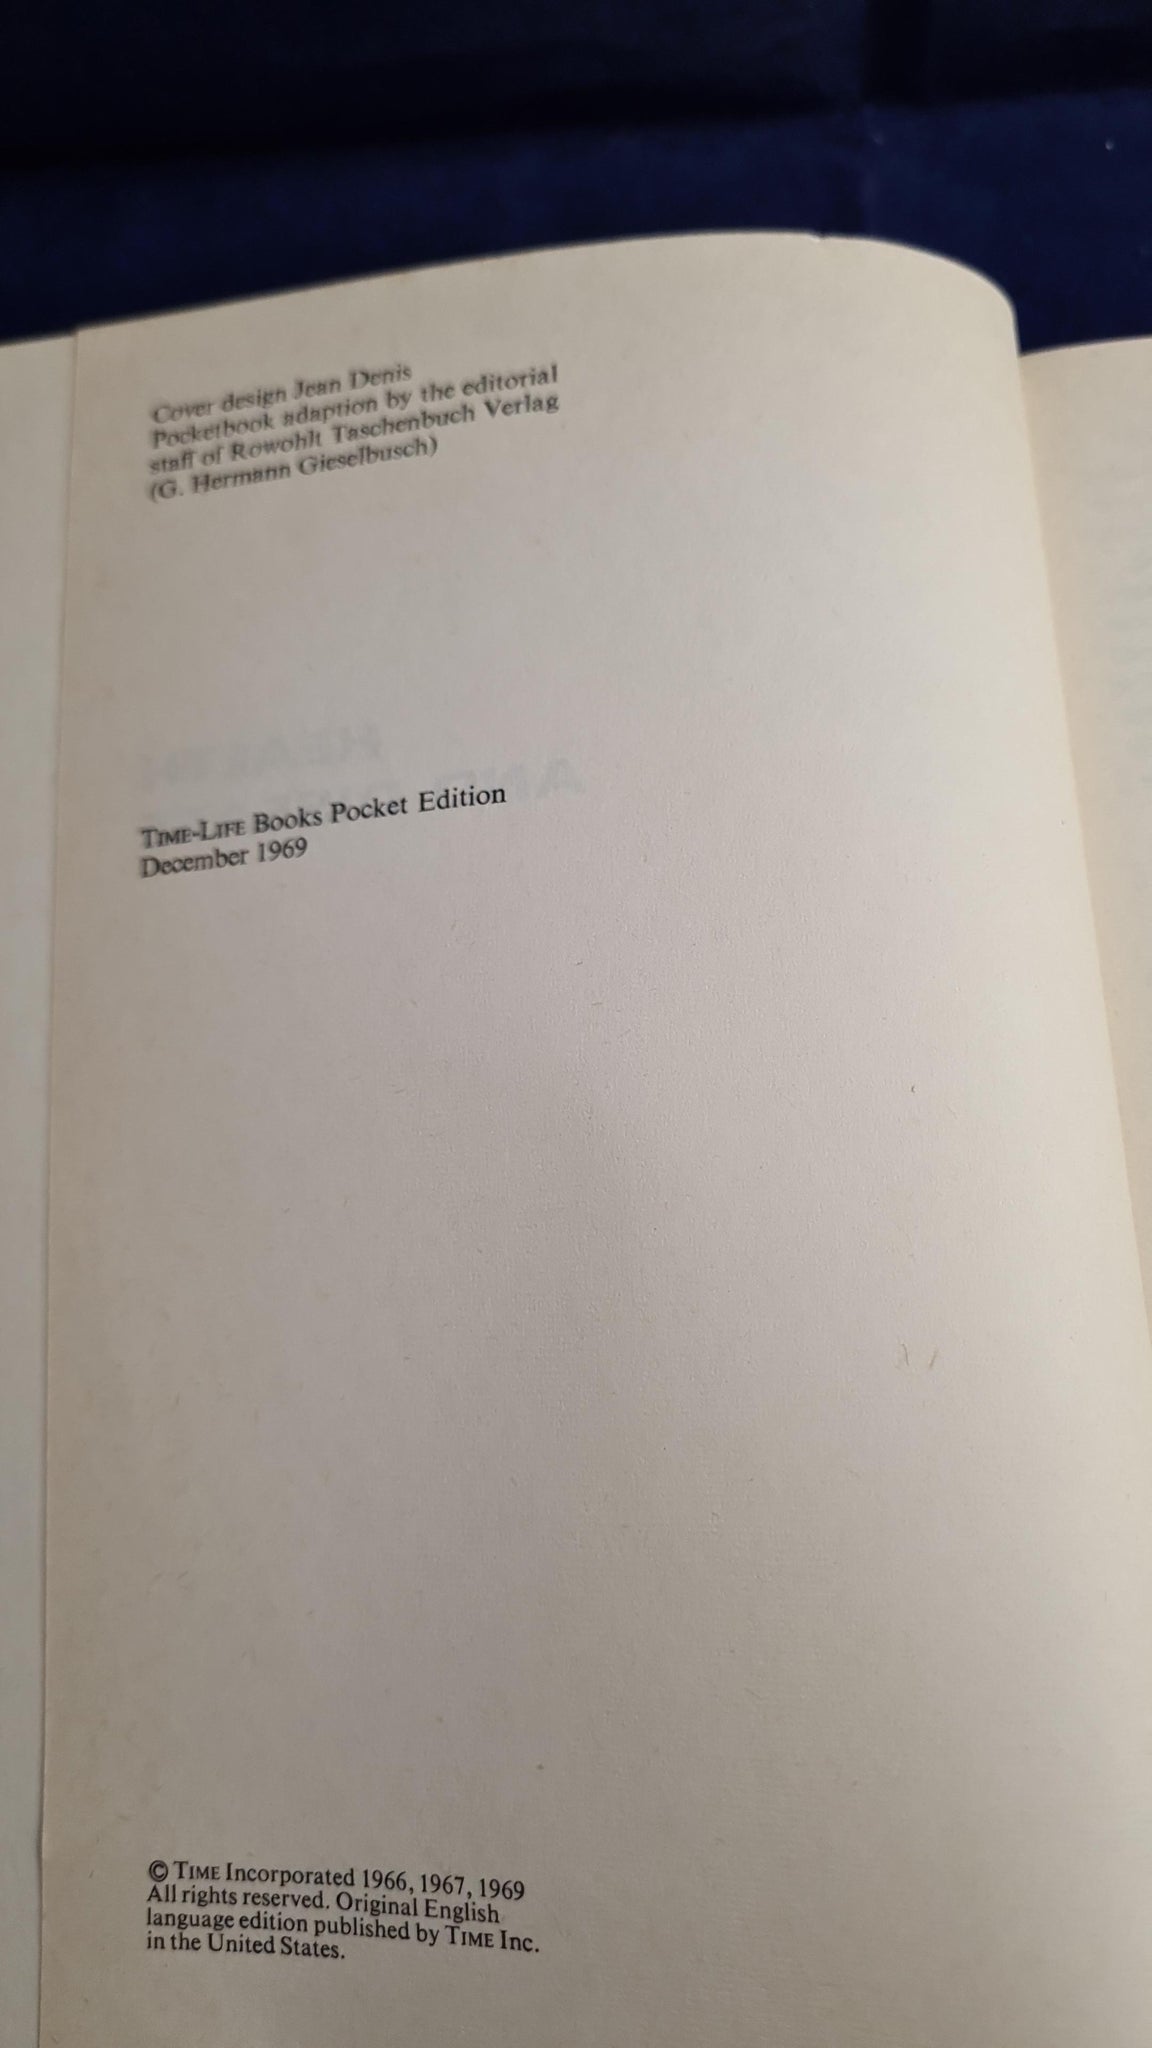 Cover design Jean Denis
Pocketbook adaption by the editorial
staff of Rowohlt Taschenbuch Verlag
(G. Hermann Gieselbusch)
TIME-LIFE Books Pocket Edition
December 1969
© TIME Incorporated 1966, 1967, 1969
All rights reserved. Original English
language edition published by TIME Inc.
in the United States.